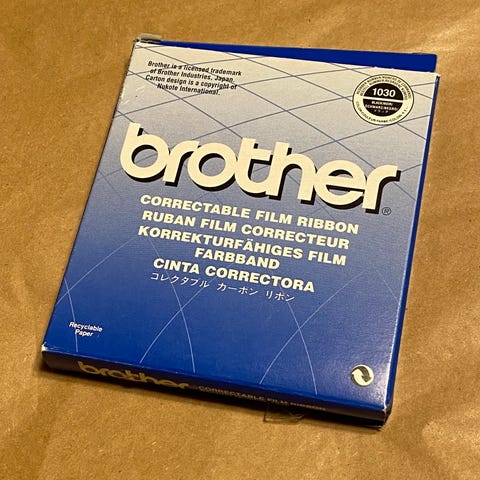 Brother is a licensed trademark
of Brother Industries, Japan.
Carton design is a copyright of
Nukote International.
1030
brother®
CORRECTABLE FILM RIBBON
RUBAN FILM CORRECTEUR
KORREKTURFÄHIGES FILM
FARBBAND
CINTA CORRECTORA
コレクタブル カーボン リボン
Recyclable
Paper
brother CORRECTABLE FILM RIBBON